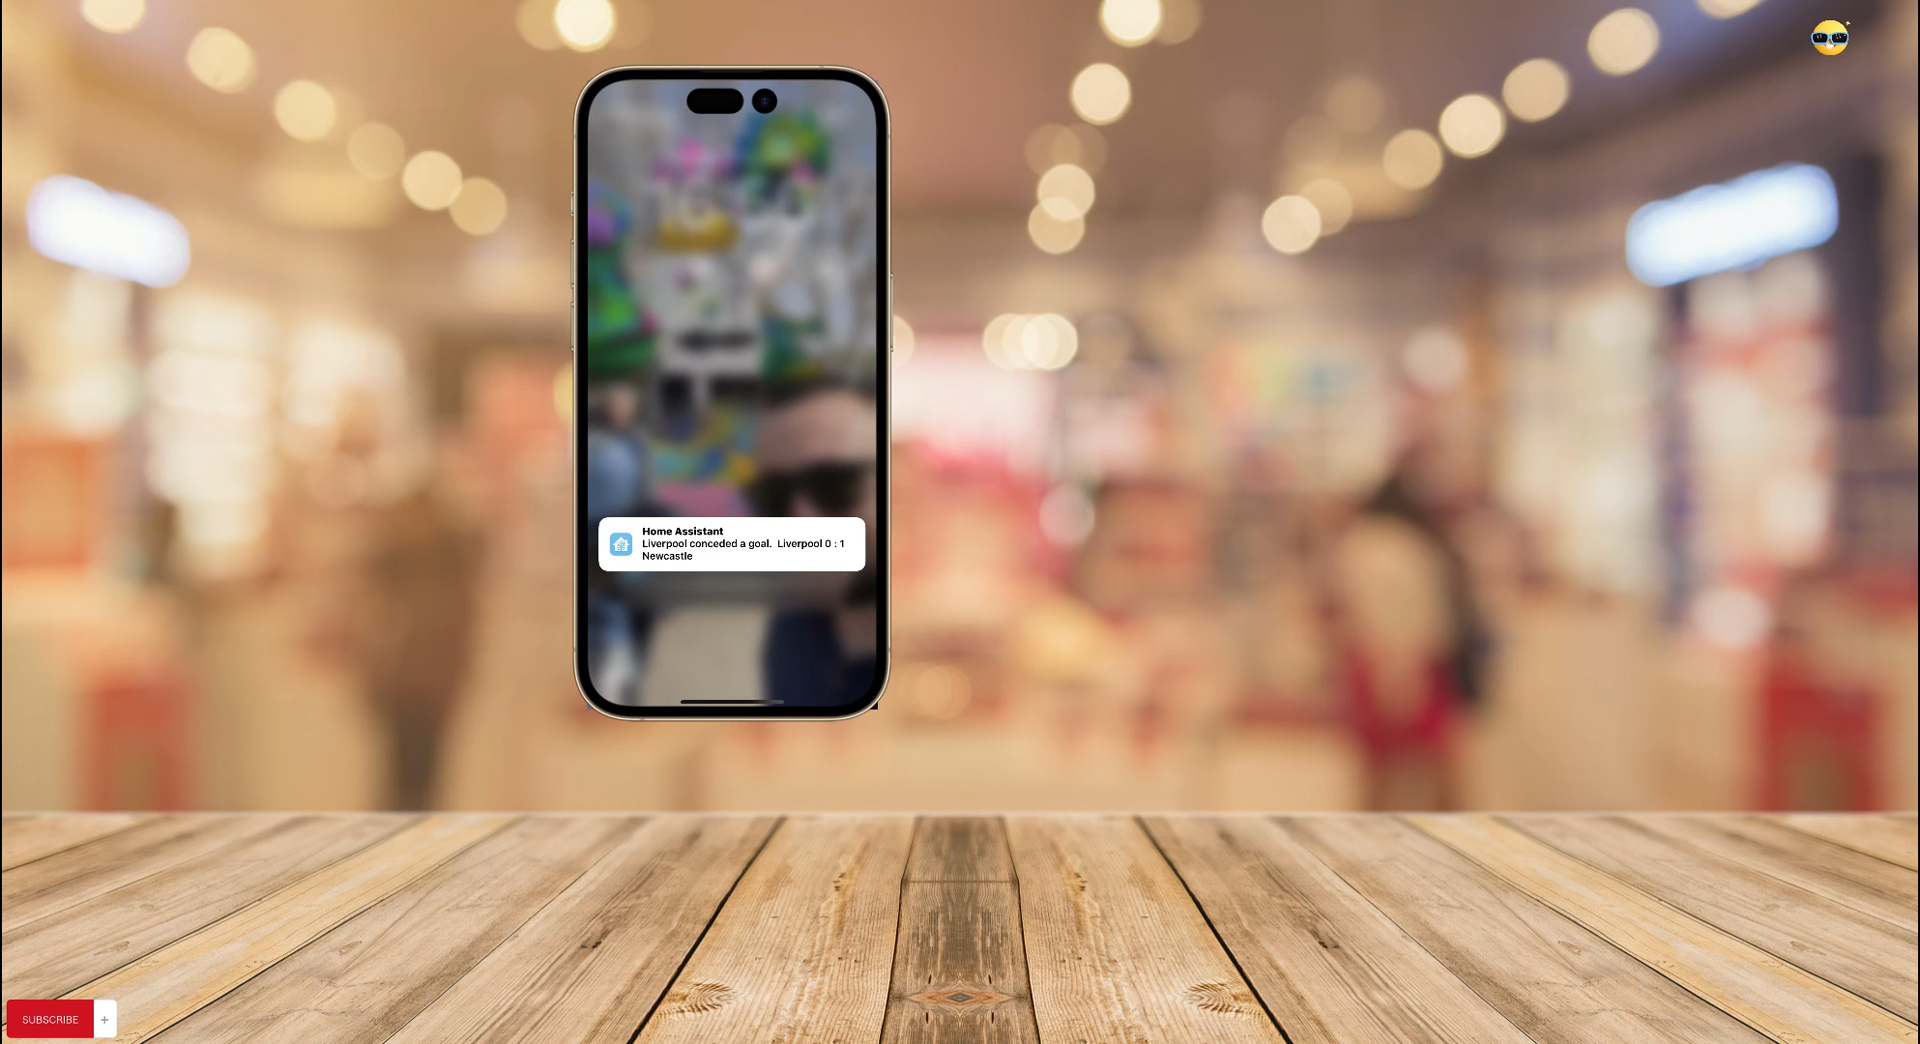 Home Assistant
Liverpool conceded a goal.  Liverpool 0 : 1
Newcastle
SUBSCRIBE +